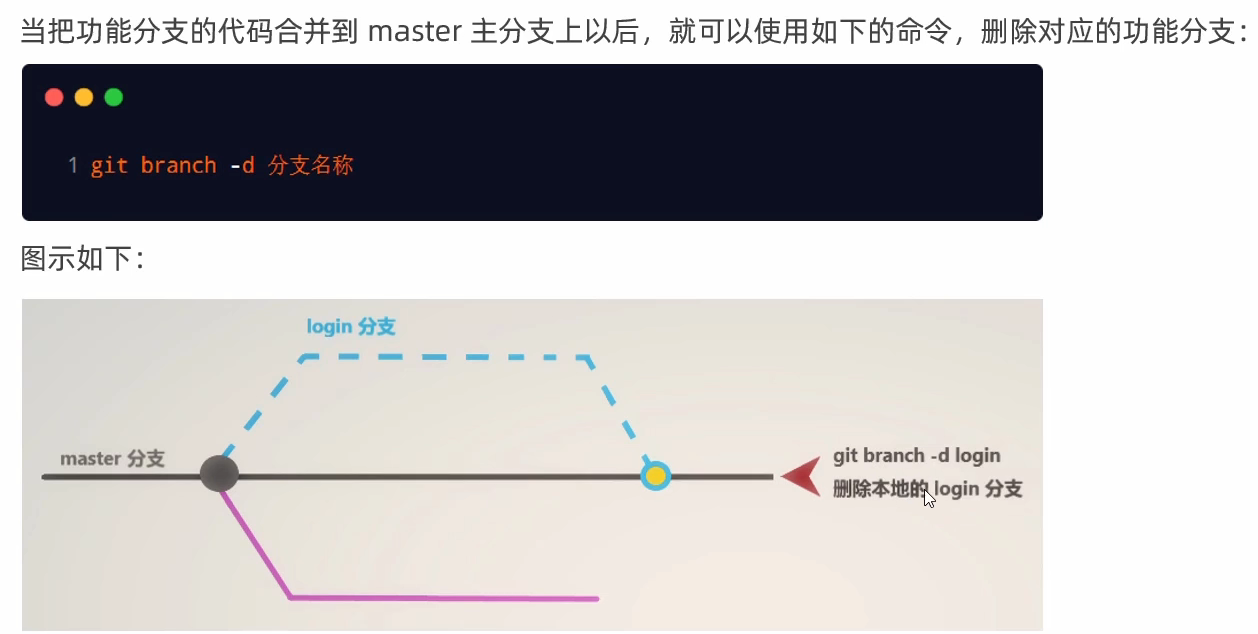 当把功能分支的代码合并到 master 主分支上以后，就可以使用如下的命令，删除对应的功能分支：
1 git branch -d 分支名称
图示如下：
login 分支
master 分支
git branch -d login
删除本地的 login 分支